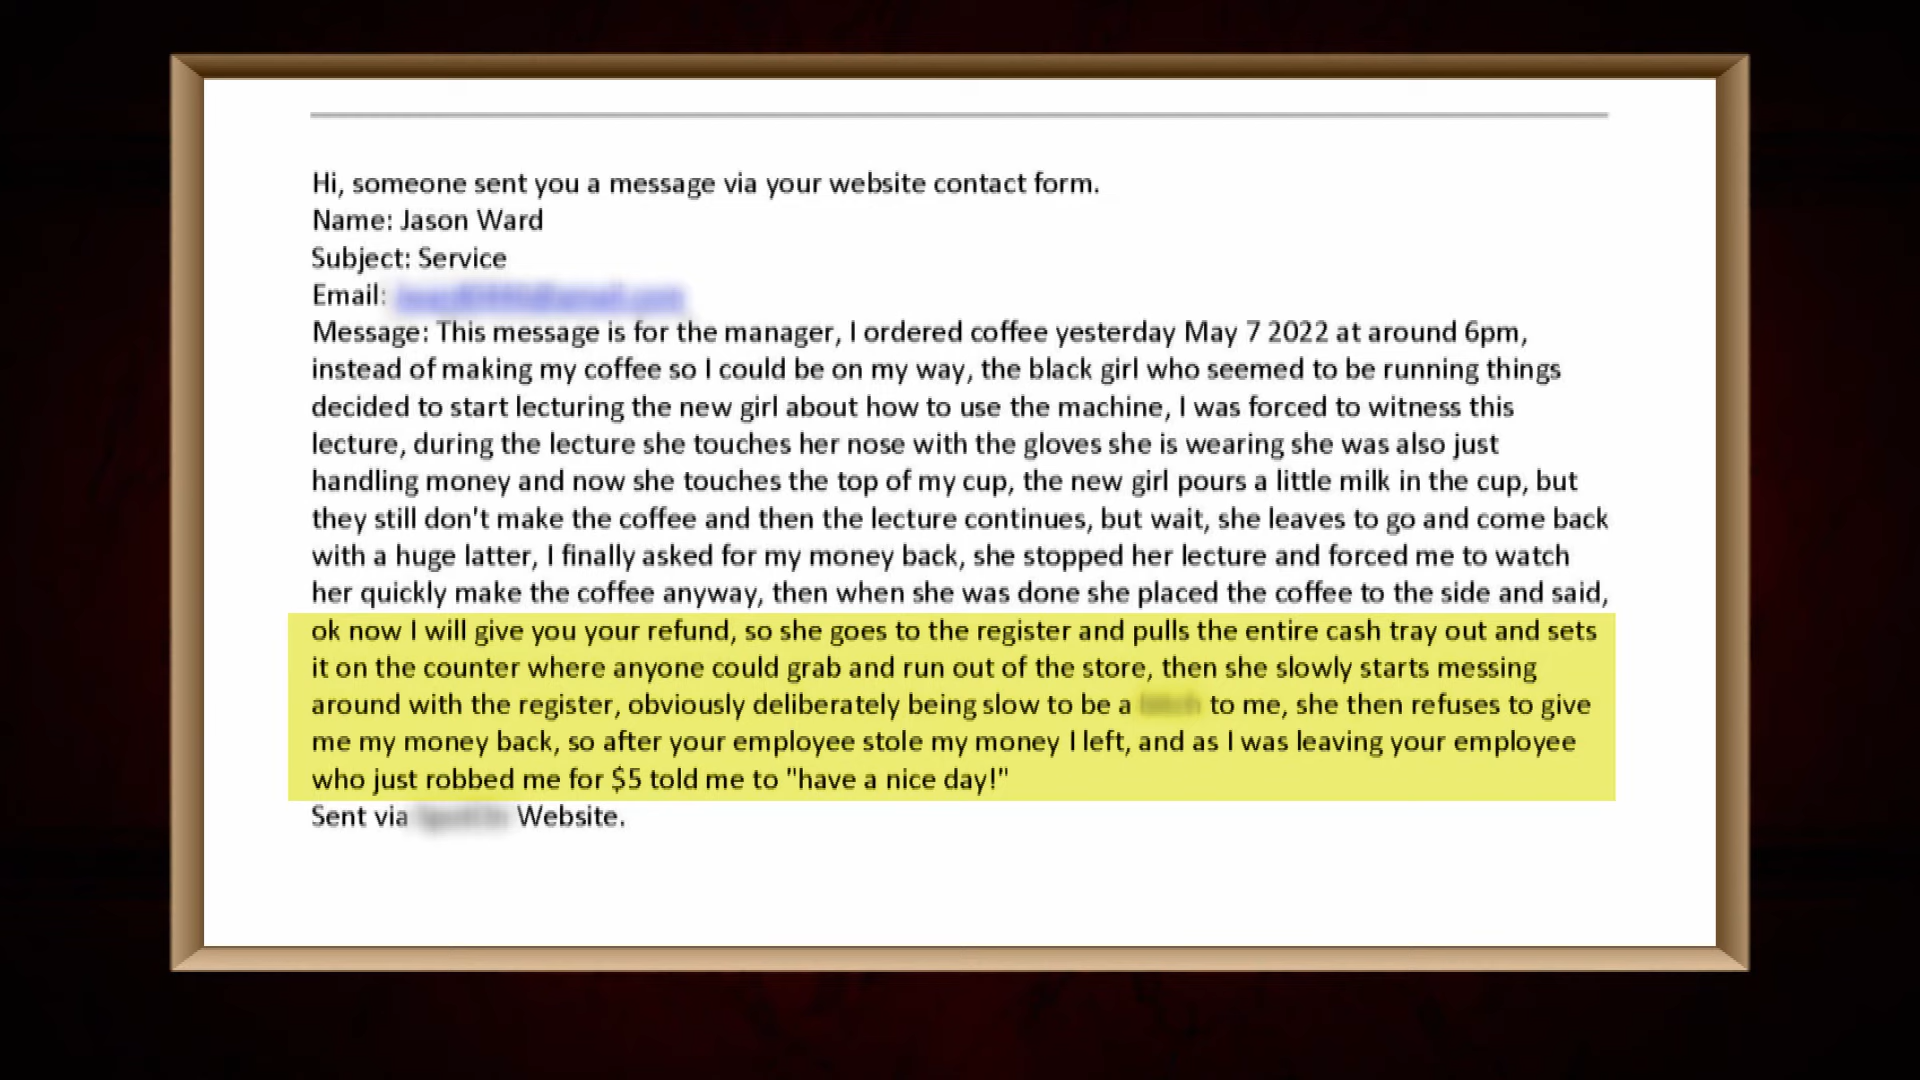 Hi, someone sent you a message via your website contact form.
Name: Jason Ward
Subject: Service
Email:
Message: This message is for the manager, I ordered coffee yesterday May 7 2022 at around 6pm,
instead of making my coffee so I could be on my way, the black girl who seemed to be running things
decided to start lecturing the new girl about how to use the machine, I was forced to witness this
lecture, during the lecture she touches her nose with the gloves she is wearing she was also just
handling money and now she touches the top of my cup, the new girl pours a little milk in the cup, but
they still don't make the coffee and then the lecture continues, but wait, she leaves to go and come back
with a huge latter, I finally asked for my money back, she stopped her lecture and forced me to watch
her quickly make the coffee anyway, then when she was done she placed the coffee to the side and said,
ok now I will give you your refund, so she goes to the register and pulls the entire cash tray out and sets
it on the counter where anyone could grab and run out of the store, then she slowly starts messing
around with the register, obviously deliberately being slow to be a to me, she then refuses to give
me my money back, so after your employee stole my money I left, and as I was leaving your employee
who just robbed me for $5 told me to "have a nice day!"
Sent via Website.